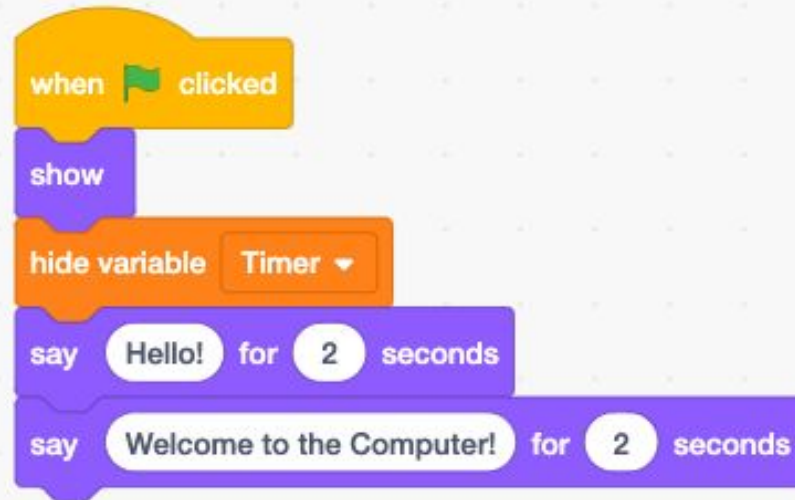 when clicked
show
hide variable Timer
say Hello! for 2 seconds
say Welcome to the Computer! for 2 seconds